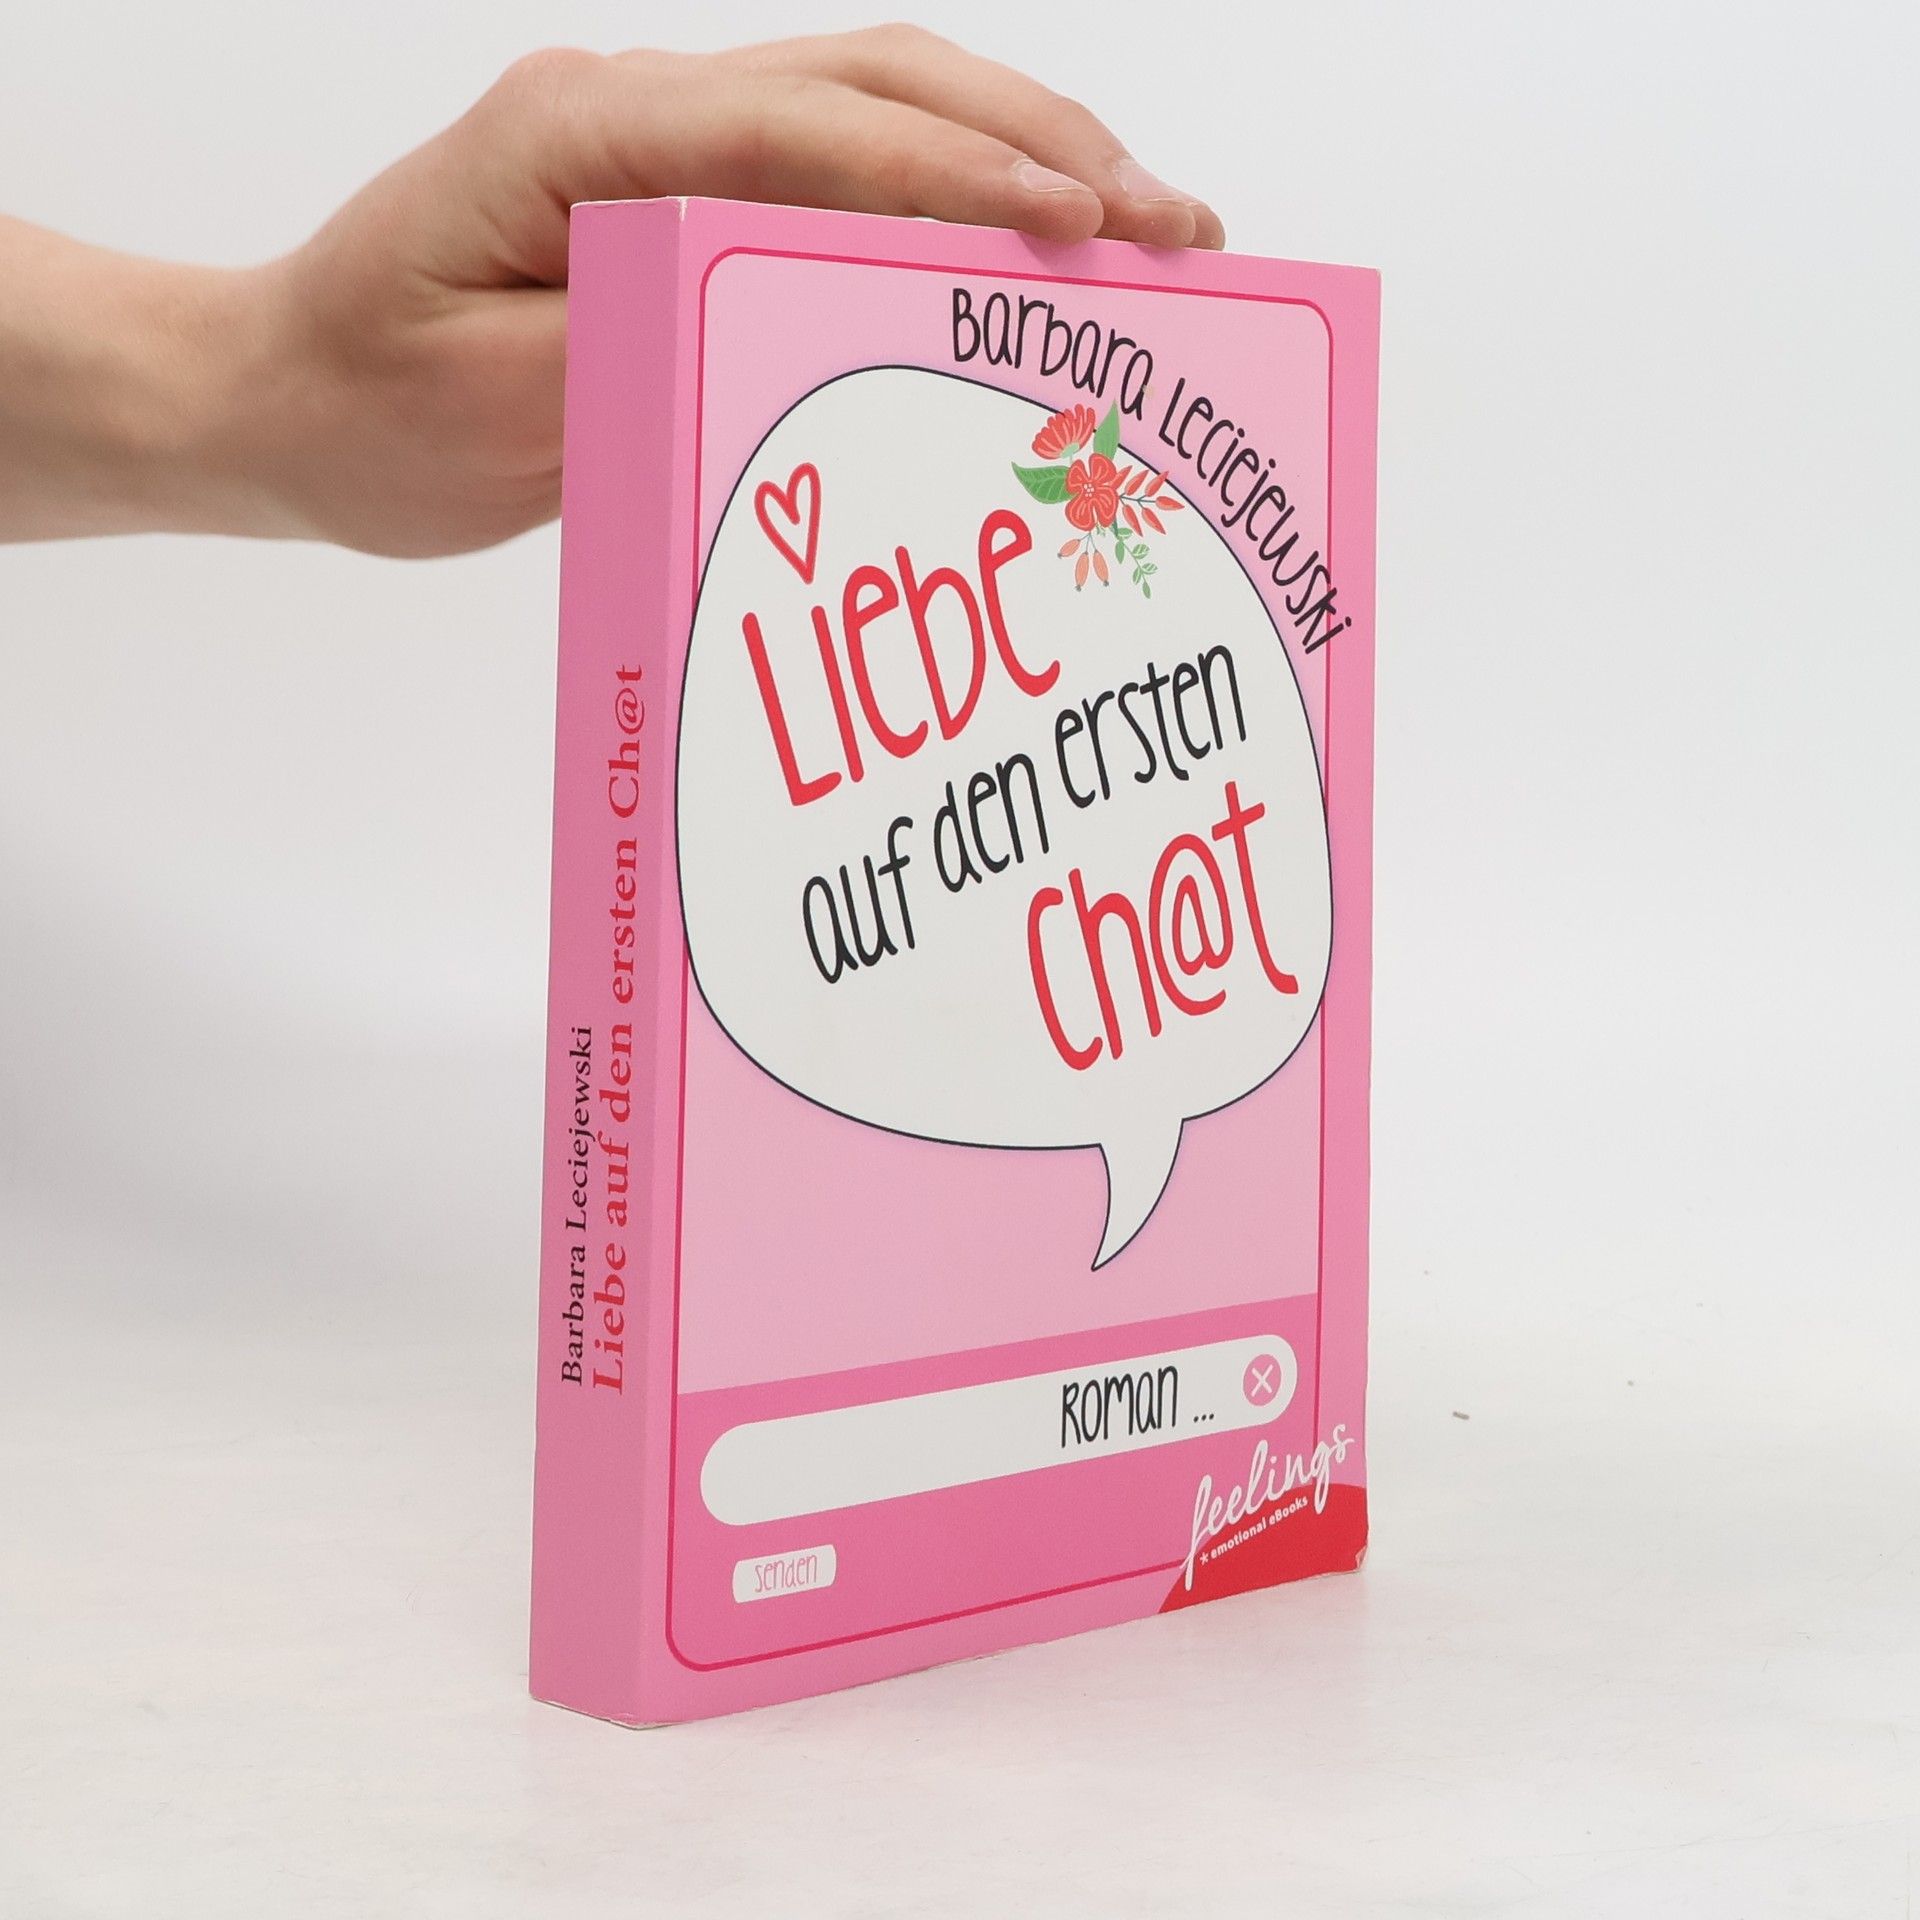 Barbara Leciejewski
Liebe
auf den ersten
Ch@t
Roman ...
senden
feelings
*emotional eBooks
Barbara Leciejewski
Liebe auf den ersten Ch@t